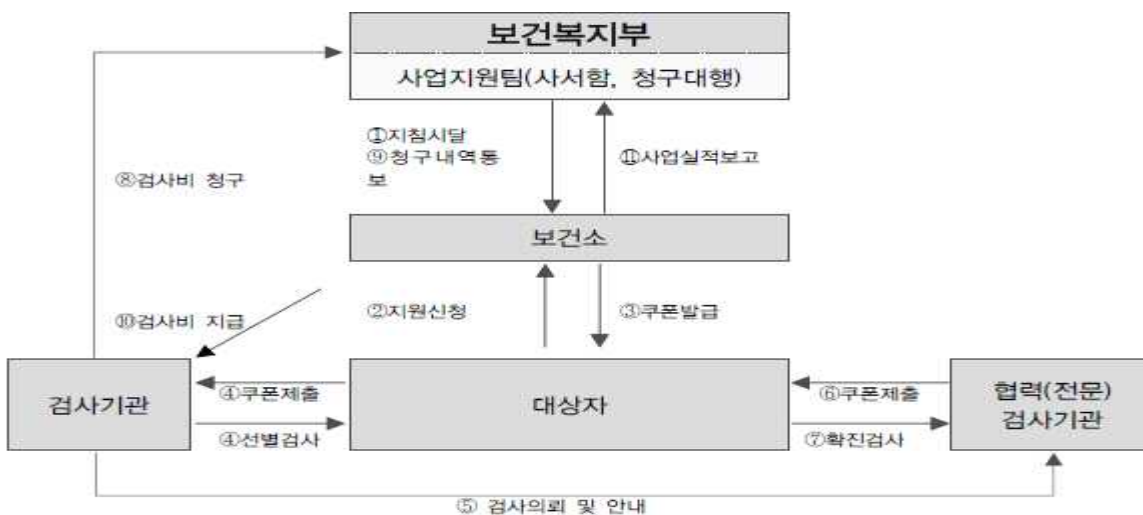 보건복지부
사업지원팀(사서함, 청구대행)
①지침시달
⑨청구내역통
보
⑪사업실적보고
⑧검사비 청구
보건소
②지원신청
③쿠폰발급
⑩검사비 지급
검사기관
④쿠폰제출
④선별검사
대상자
⑥쿠폰제출
⑦확진검사
협력(전문)
검사기관
⑤ 검사의뢰 및 안내